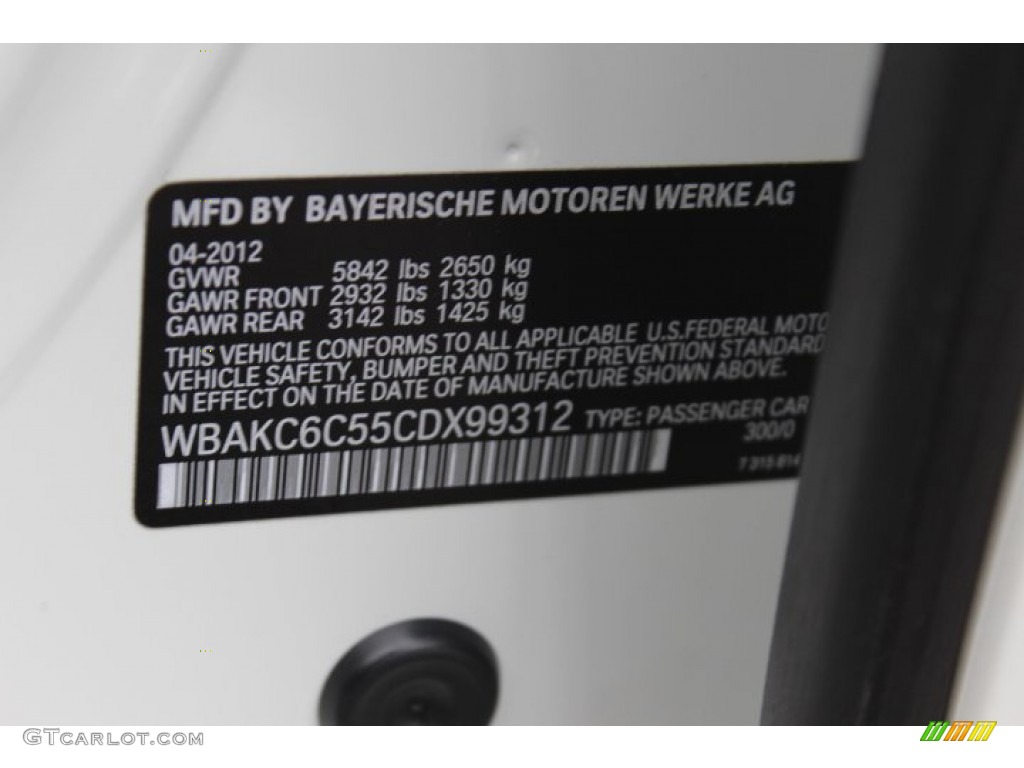 MFD BY BAYERISCHE MOTOREN WERKE AG
04-2012
GVWR 5842 lbs 2650 kg
GAWR FRONT 2932 lbs 1330 kg
GAWR REAR 3142 lbs 1425 kg
THIS VEHICLE CONFORMS TO ALL APPLICABLE U.S.FEDERAL MOTO
VEHICLE SAFETY, BUMPER AND THEFT PREVENTION STANDARD
IN EFFECT ON THE DATE OF MANUFACTURE SHOWN ABOVE.
WBAKC6C55CDX99312 TYPE: PASSENGER CAR
300/0
7 315 814
GTCARLOT.COM